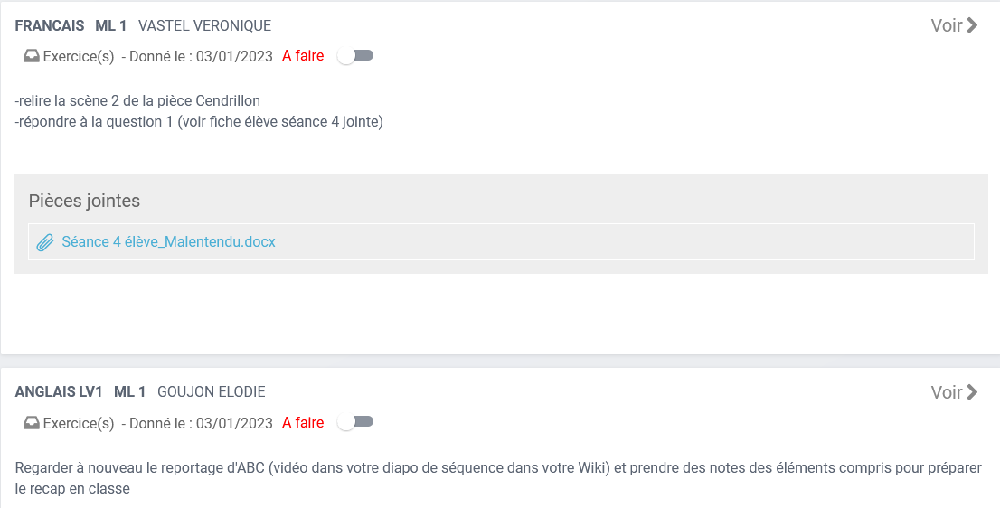 FRANCAIS ML 1 VASTEL VERONIQUE Voir
Exercice(s) - Donné le : 03/01/2023 A faire
-relire la scène 2 de la pièce Cendrillon
-répondre à la question 1 (voir fiche élève séance 4 jointe)
Pièces jointes
Séance 4 élève_Malentendu.docx
ANGLAIS LV1 ML 1 GOUJON ELODIE Voir
Exercice(s) - Donné le : 03/01/2023 A faire
Regarder à nouveau le reportage d'ABC (vidéo dans votre diapo de séquence dans votre Wiki) et prendre des notes des éléments compris pour préparer
le recap en classe